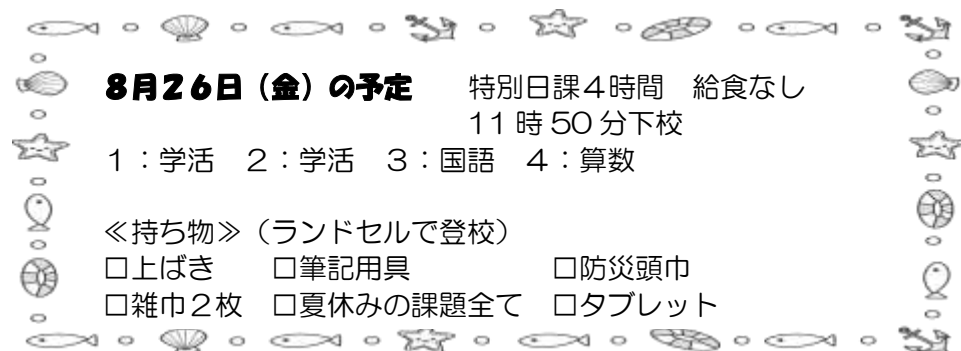 ８月２６日（金）の予定　特別日課４時間　給食なし
11時50分下校
１：学活　２：学活　３：国語　４：算数
≪持ち物≫（ランドセルで登校）
□上ばき　□筆記用具　□防災頭巾
□雑巾２枚　□夏休みの課題全て　□タブレット